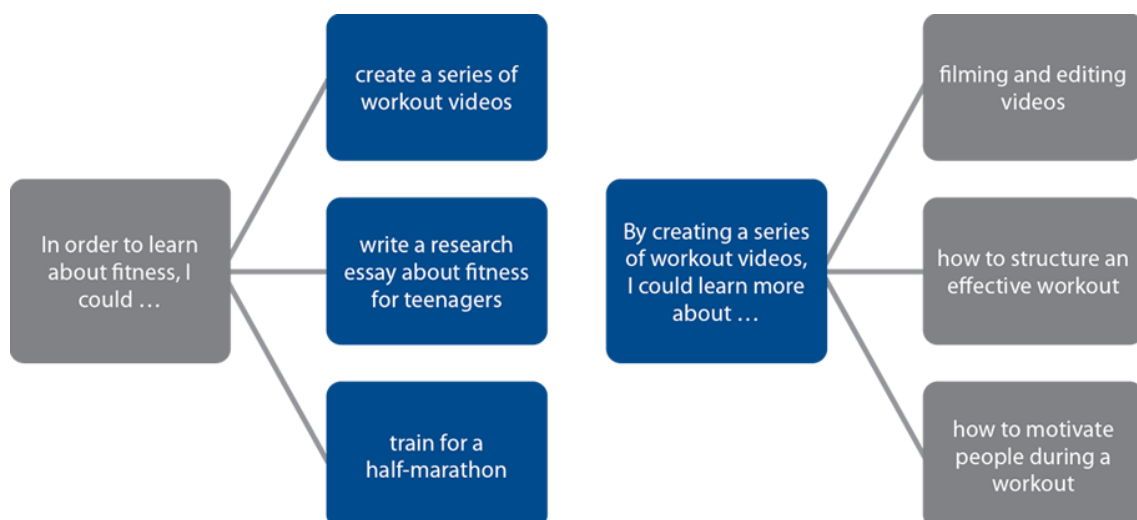 In order to learn
about fitness, I
could …
create a series of
workout videos
write a research
essay about fitness
for teenagers
train for a
half-marathon
By creating a series
of workout videos,
I could learn more
about …
filming and editing
videos
how to structure an
effective workout
how to motivate
people during a
workout